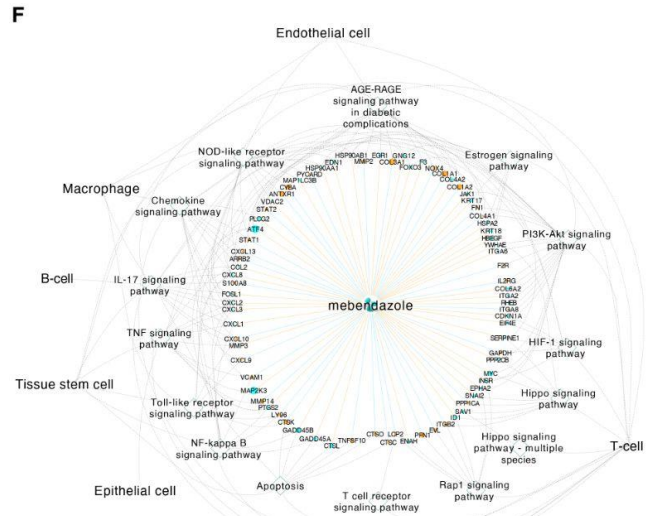 F
Endothelial cell
AGE-RAGE
signaling pathway
in diabetic
complications
NOD-like receptor
signaling pathway
Estrogen signaling
pathway
Macrophage
Chemokine
signaling pathway
PI3K-Akt signaling
pathway
B-cell
IL-17 signaling
pathway
TNF signaling
pathway
HIF-1 signaling
pathway
Tissue stem cell
Toll-like receptor
signaling pathway
Hippo signaling
pathway
NF-kappa B
signaling pathway
Hippo signaling
pathway - multiple
species
T-cell
Epithelial cell
Apoptosis
T cell receptor
signaling pathway
Rap1 signaling
pathway
mebendazole
HSP90AB1
EGR1
GNG12
EDN1
MMP2
COL3A1
F3
HSP90AA1
FOXO3
NOX4
PYCARD
COL1A1
MAP1LC3B
COL4A2
CYBA
COL1A2
ANTXR1
JAK1
VDAC2
KRT17
STAT2
FN1
PLCG2
COL4A1
ATF4
HSPA2
STAT1
KRT18
HBEGF
YWHAE
CXCL13
ITGA5
ARRB2
CCL2
F2R
CXCL8
S100A8
IL2RG
COL6A2
FOSL1
ITGA2
CXCL2
RHEB
CXCL3
CDKN1A
CXCL1
EIF4E
CXCL10
SERPINE1
MMP3
CXCL9
GAPDH
PPP2CB
VCAM1
MYC
INSR
MAP2K3
EPHA2
MMP14
SNAI2
PTGS2
PPP1CA
LY96
SAV1
CTSK
ID1
GADD45B
ITGB2
GADD45A
EVL
CTSL
PFN1
TNFSF10
CTSD
LCP2
CTSC
ENAH